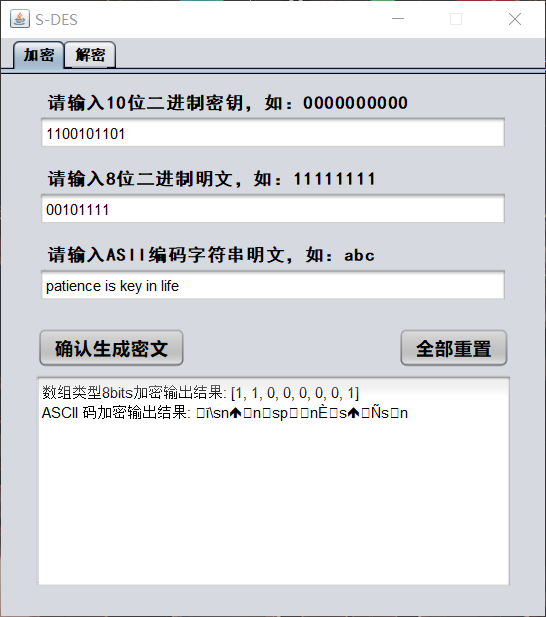 S-DES
加密 解密
请输入10位二进制密钥，如：0000000000
1100101101
请输入8位二进制明文，如：11111111
00101111
请输入ASII编码字符串明文，如：abc
patience is key in life
确认生成密文 全部重置
数组类型8bits加密输出结果: [1, 1, 0, 0, 0, 0, 0, 1]
ASCII 码加密输出结果: □í\sn🡹□n□sp□□nÈ□s🡹□Ñs□n